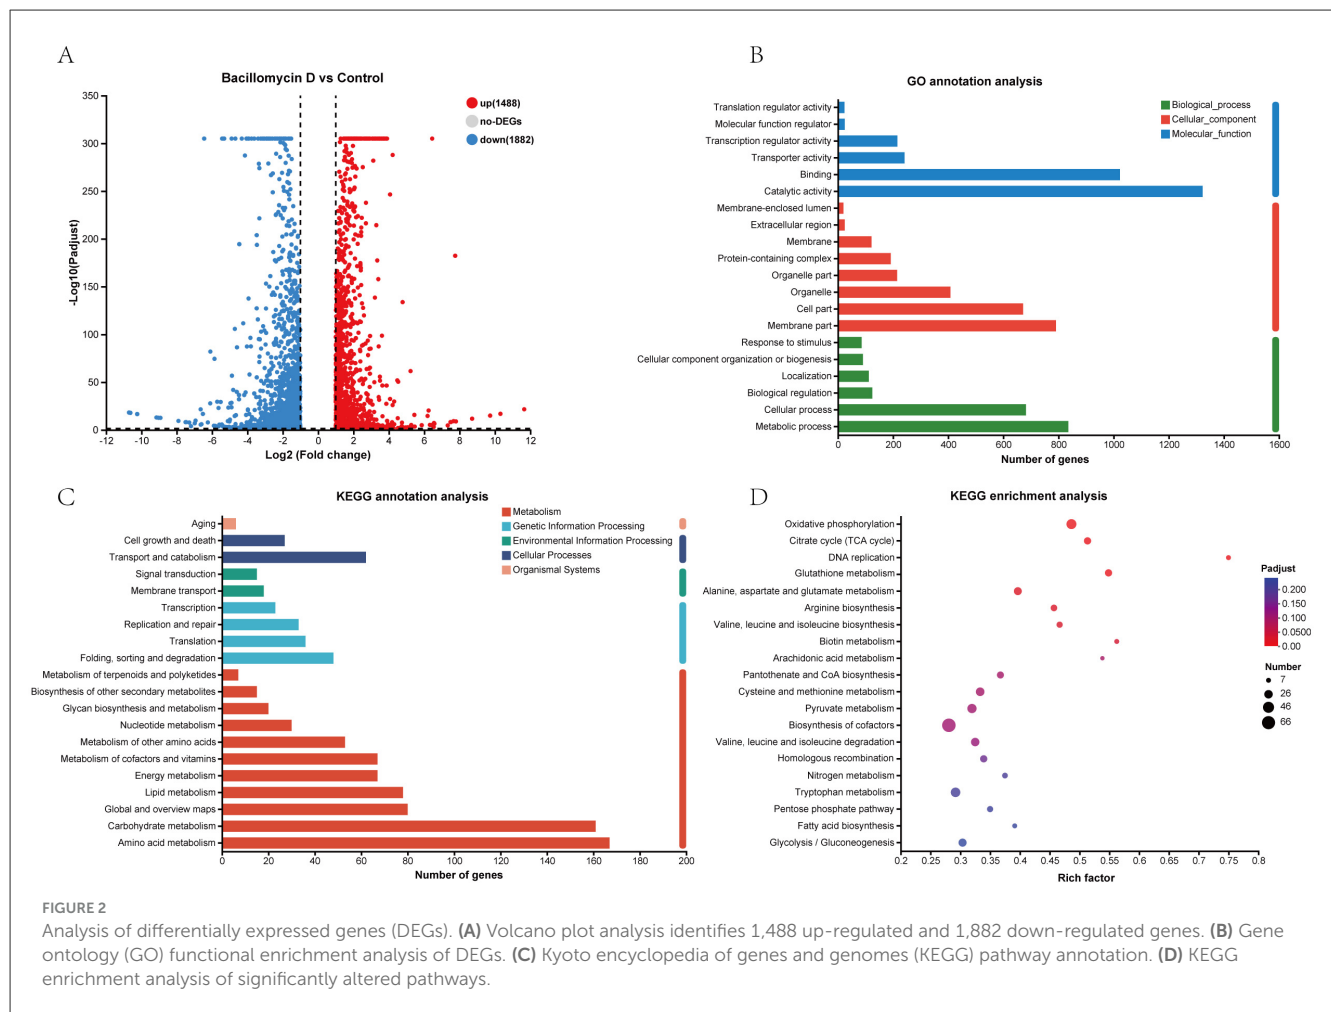 A
Bacillomycin D vs Control
up(1488)
no-DEGs
down(1882)
350
300
250
200
150
100
50
0
-Log10(Padjust)
-12 -10 -8 -6 -4 -2 0 2 4 6 8 10 12
Log2 (Fold change)
B
GO annotation analysis
Biological_process
Cellular_component
Molecular_function
Translation regulator activity
Molecular function regulator
Transcription regulator activity
Transporter activity
Binding
Catalytic activity
Membrane-enclosed lumen
Extracellular region
Membrane
Protein-containing complex
Organelle part
Organelle
Cell part
Membrane part
Response to stimulus
Cellular component organization or biogenesis
Localization
Biological regulation
Cellular process
Metabolic process
0 200 400 600 800 1000 1200 1400 1600
Number of genes
C
KEGG annotation analysis
Metabolism
Genetic Information Processing
Environmental Information Processing
Cellular Processes
Organismal Systems
Aging
Cell growth and death
Transport and catabolism
Signal transduction
Membrane transport
Transcription
Replication and repair
Translation
Folding, sorting and degradation
Metabolism of terpenoids and polyketides
Biosynthesis of other secondary metabolites
Glycan biosynthesis and metabolism
Nucleotide metabolism
Metabolism of other amino acids
Metabolism of cofactors and vitamins
Energy metabolism
Lipid metabolism
Global and overview maps
Carbohydrate metabolism
Amino acid metabolism
0 20 40 60 80 100 120 140 160 180 200
Number of genes
D
KEGG enrichment analysis
Oxidative phosphorylation
Citrate cycle (TCA cycle)
DNA replication
Glutathione metabolism
Alanine, aspartate and glutamate metabolism
Arginine biosynthesis
Valine, leucine and isoleucine biosynthesis
Biotin metabolism
Arachidonic acid metabolism
Pantothenate and CoA biosynthesis
Cysteine and methionine metabolism
Pyruvate metabolism
Biosynthesis of cofactors
Valine, leucine and isoleucine degradation
Homologous recombination
Nitrogen metabolism
Tryptophan metabolism
Pentose phosphate pathway
Fatty acid biosynthesis
Glycolysis / Gluconeogenesis
0.2 0.25 0.3 0.35 0.4 0.45 0.5 0.55 0.6 0.65 0.7 0.75 0.8
Rich factor
Padjust
0.200
0.150
0.100
0.0500
0.00
Number
7
26
46
66
FIGURE 2
Analysis of differentially expressed genes (DEGs). (A) Volcano plot analysis identifies 1,488 up-regulated and 1,882 down-regulated genes. (B) Gene
ontology (GO) functional enrichment analysis of DEGs. (C) Kyoto encyclopedia of genes and genomes (KEGG) pathway annotation. (D) KEGG
enrichment analysis of significantly altered pathways.